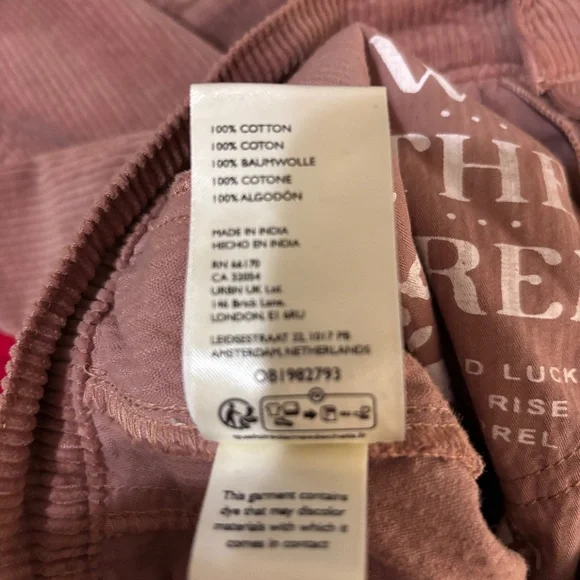 100% COTTON
100% COTON
100% BAUMWOLLE
100% COTONE
100% ALGODÓN
MADE IN INDIA
HECHO EN INDIA
RN 66170
CA 32054
URBN UK Ltd.
146 Brick Lane,
LONDON, E1 6RU
LEIDSESTRAAT 22, 1017 PB
AMSTERDAM, NETHERLANDS
OB1982793
This garment contains
dye that may discolor
materials with which it
comes in contact
W
THE
RE
D LUCK
RISE
REL